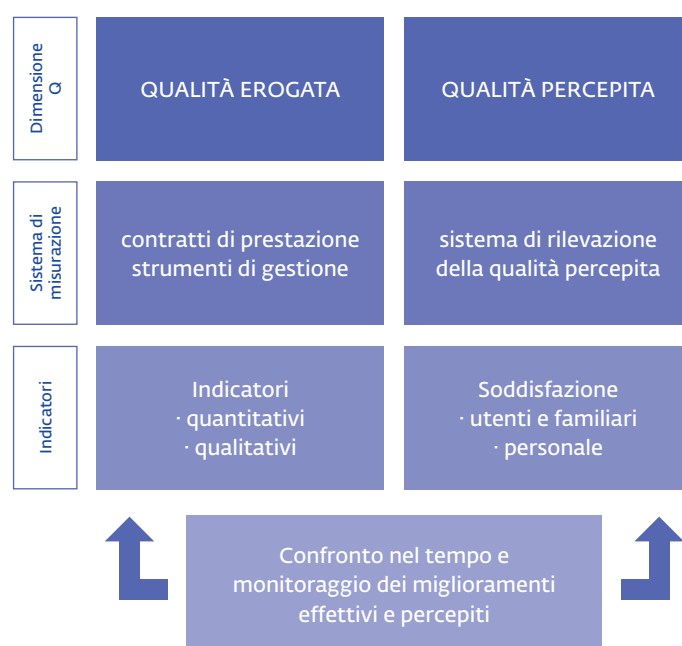 Dimensione
Q
QUALITÀ EROGATA
QUALITÀ PERCEPITA
Sistema di
misurazione
contratti di prestazione
strumenti di gestione
sistema di rilevazione
della qualità percepita
Indicatori
Indicatori
· quantitativi
· qualitativi
Soddisfazione
· utenti e familiari
· personale
Confronto nel tempo e
monitoraggio dei miglioramenti
effettivi e percepiti